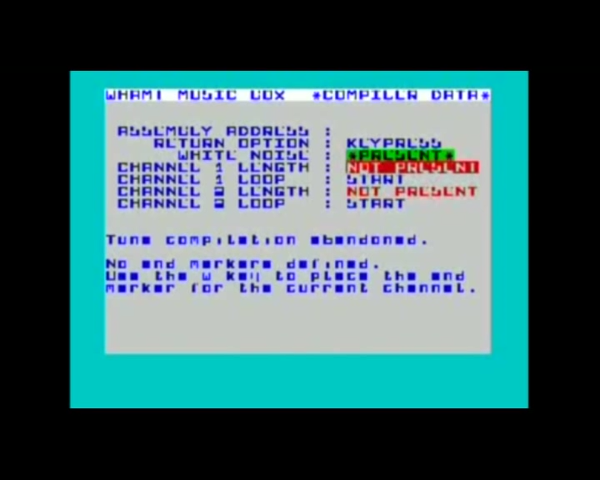 WHAM! MUSIC BOX *COMPILER DATA*
ASSEMBLY ADDRESS :
RETURN OPTION : KEYPRESS
WHITE NOISE : *PRESENT*
CHANNEL 1 LENGTH : NOT PRESENT
CHANNEL 1 LOOP : START
CHANNEL 2 LENGTH : NOT PRESENT
CHANNEL 2 LOOP : START
Tune compilation abandoned.
No end markers defined.
Use the W key to place the end
marker for the current channel.